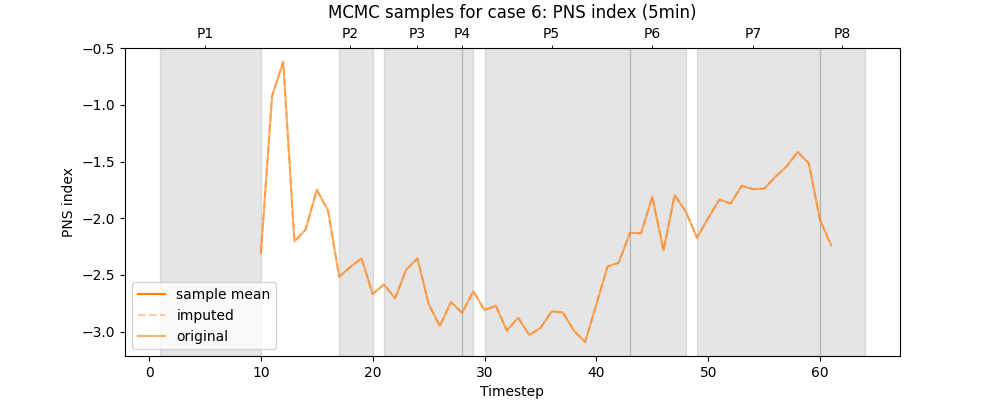 MCMC samples for case 6: PNS index (5min)
P1 P2 P3 P4 P5 P6 P7 P8
−0.5
−1.0
−1.5
−2.0
−2.5
−3.0
PNS index
sample mean
imputed
original
0 10 20 30 40 50 60
Timestep